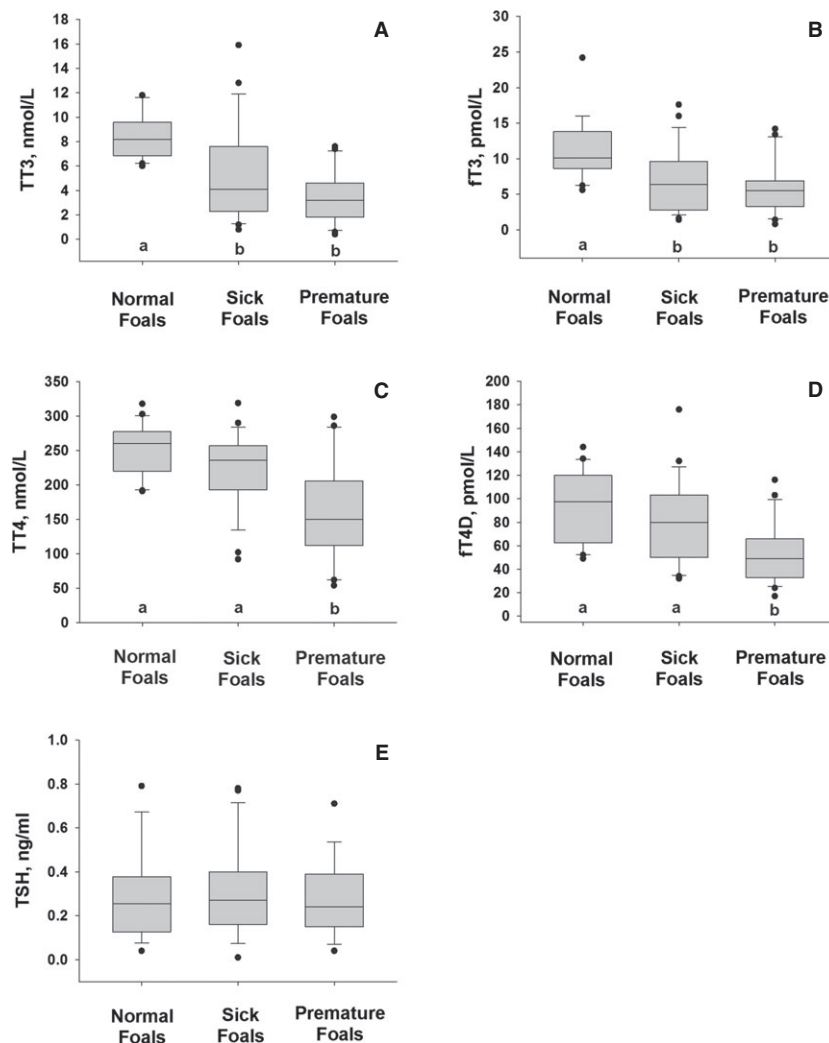 A
TT3, nmol/L
18
16
14
12
10
8
6
4
2
0
a
b
b
Normal
Foals
Sick
Foals
Premature
Foals
B
fT3, pmol/L
30
25
20
15
10
5
0
a
b
b
Normal
Foals
Sick
Foals
Premature
Foals
C
TT4, nmol/L
350
300
250
200
150
100
50
0
a
a
b
Normal
Foals
Sick
Foals
Premature
Foals
D
fT4D, pmol/L
200
180
160
140
120
100
80
60
40
20
0
a
a
b
Normal
Foals
Sick
Foals
Premature
Foals
E
TSH, ng/ml
1.0
0.8
0.6
0.4
0.2
0.0
Normal
Foals
Sick
Foals
Premature
Foals